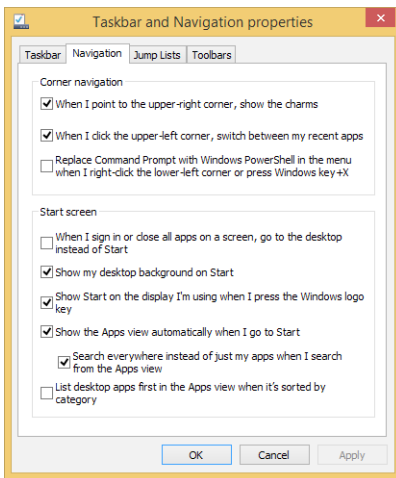 Taskbar and Navigation properties
Taskbar Navigation Jump Lists Toolbars
Corner navigation
When I point to the upper-right corner, show the charms
When I click the upper-left corner, switch between my recent apps
Replace Command Prompt with Windows PowerShell in the menu
when I right-click the lower-left corner or press Windows key+X
Start screen
When I sign in or close all apps on a screen, go to the desktop
instead of Start
Show my desktop background on Start
Show Start on the display I'm using when I press the Windows logo
key
Show the Apps view automatically when I go to Start
Search everywhere instead of just my apps when I search
from the Apps view
List desktop apps first in the Apps view when it's sorted by
category
OK Cancel Apply